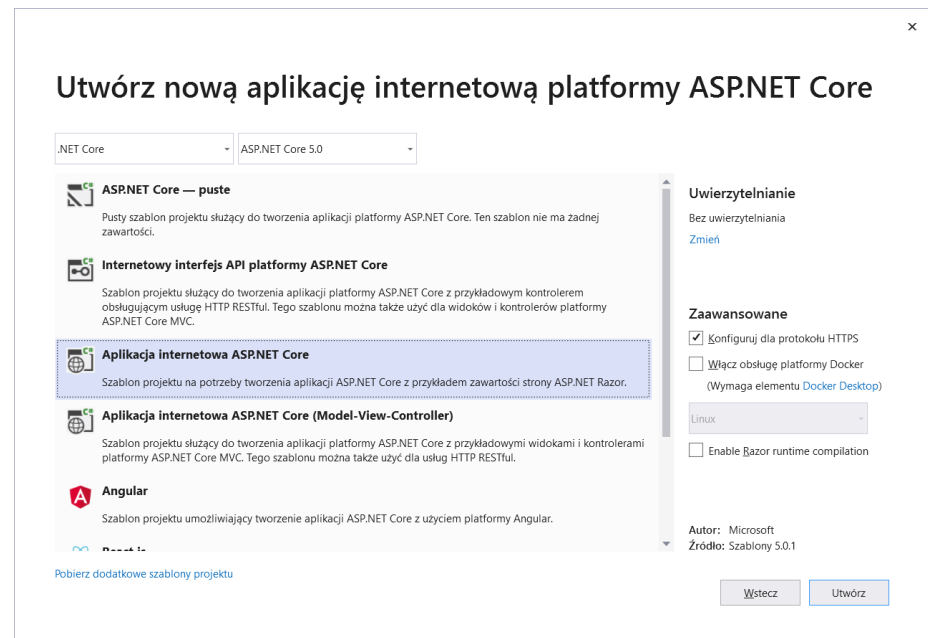 Utwórz nową aplikację internetową platformy ASP.NET Core
.NET Core
ASP.NET Core 5.0
ASP.NET Core — puste
Pusty szablon projektu służący do tworzenia aplikacji platformy ASP.NET Core. Ten szablon nie ma żadnej
zawartości.
Internetowy interfejs API platformy ASP.NET Core
Szablon projektu służący do tworzenia aplikacji platformy ASP.NET Core z przykładowym kontrolerem
obsługującym usługę HTTP RESTful. Tego szablonu można także użyć dla widoków i kontrolerów platformy
ASP.NET Core MVC.
Aplikacja internetowa ASP.NET Core
Szablon projektu na potrzeby tworzenia aplikacji ASP.NET Core z przykładem zawartości strony ASP.NET Razor.
Aplikacja internetowa ASP.NET Core (Model-View-Controller)
Szablon projektu służący do tworzenia aplikacji platformy ASP.NET Core z przykładowymi widokami i kontrolerami
platformy ASP.NET Core MVC. Tego szablonu można także użyć dla usług HTTP RESTful.
Angular
Szablon projektu umożliwiający tworzenie aplikacji ASP.NET Core z użyciem platformy Angular.
React.js
Pobierz dodatkowe szablony projektu
Uwierzytelnianie
Bez uwierzytelniania
Zmień
Zaawansowane
Konfiguruj dla protokołu HTTPS
Włącz obsługę platformy Docker
(Wymaga elementu Docker Desktop)
Linux
Enable Razor runtime compilation
Autor: Microsoft
Źródło: Szablony 5.0.1
Wstecz
Utwórz